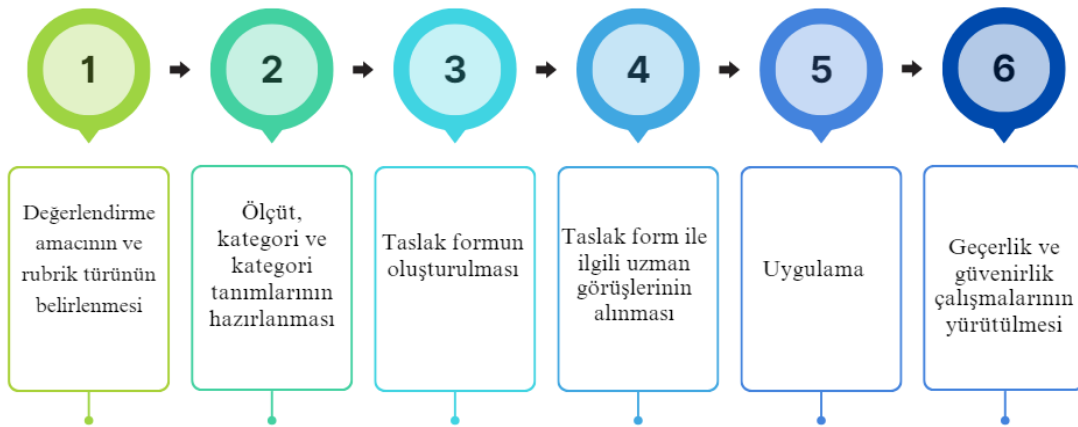 1
2
3
4
5
6
Değerlendirme
amacının ve
rubrik türünün
belirlenmesi
Ölçüt,
kategori ve
kategori
tanımlarının
hazırlanması
Taslak formun
oluşturulması
Taslak form ile
ilgili uzman
görüşlerinin
alınması
Uygulama
Geçerlik ve
güvenirlik
çalışmalarının
yürütülmesi